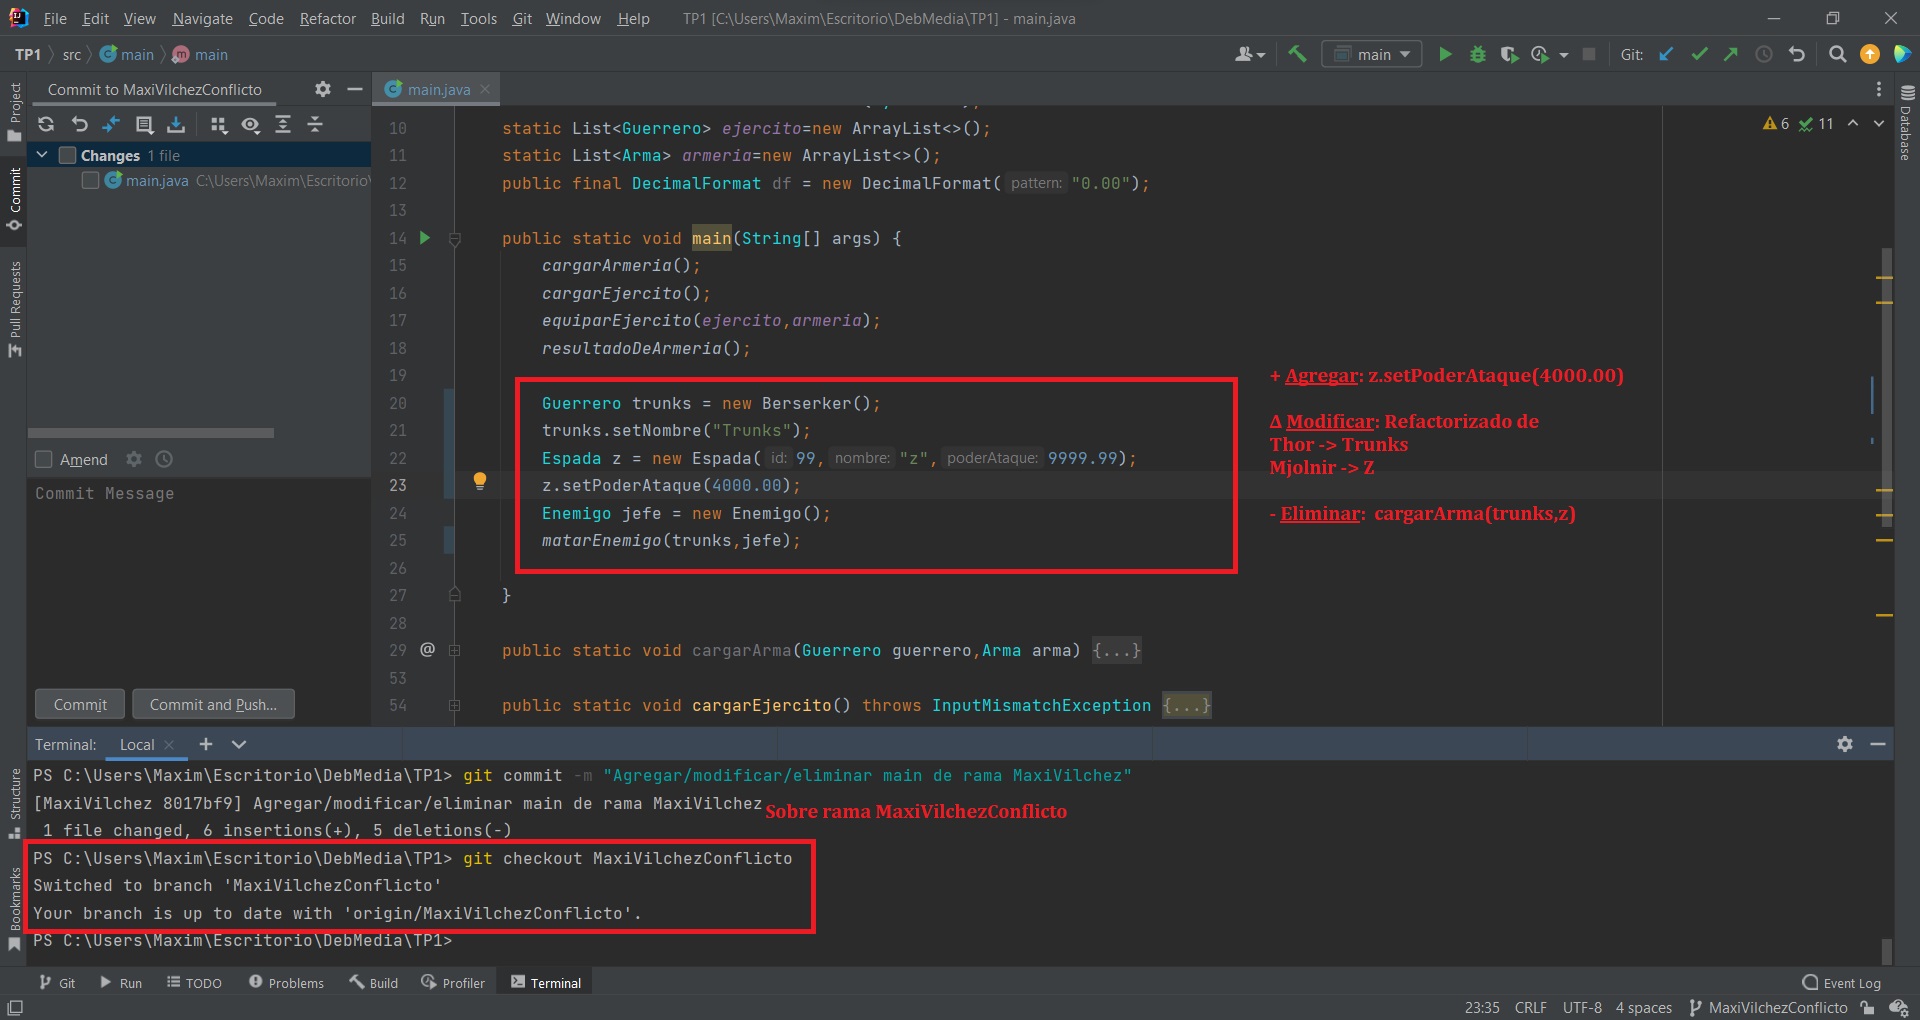 File Edit View Navigate Code Refactor Build Run Tools Git Window Help TP1 [C:\Users\Maxim\Escritorio\DebMedia\TP1] - main.java
TP1 src main main
main Git:
Project
Commit
Pull Requests
Structure
Bookmarks
Database
Commit to MaxiVilchezConflicto
Changes 1 file
main.java C:\Users\Maxim\Escritorio\
Amend
Commit Message
Commit Commit and Push...
main.java
6 11
10 static List<Guerrero> ejercito=new ArrayList<>();
11 static List<Arma> armeria=new ArrayList<>();
12 public final DecimalFormat df = new DecimalFormat( pattern: "0.00");
13
14 public static void main(String[] args) {
15 cargarArmeria();
16 cargarEjercito();
17 equiparEjercito(ejercito,armeria);
18 resultadoDeArmeria();
19
20 Guerrero trunks = new Berserker();
21 trunks.setNombre("Trunks");
22 Espada z = new Espada( id: 99, nombre: "z", poderAtaque: 9999.99);
23 z.setPoderAtaque(4000.00);
24 Enemigo jefe = new Enemigo();
25 matarEnemigo(trunks,jefe);
26
27 }
28
29 @ public static void cargarArma(Guerrero guerrero,Arma arma) {...}
53
54 public static void cargarEjercito() throws InputMismatchException {...}
+ Agregar: z.setPoderAtaque(4000.00)
Δ Modificar: Refactorizado de
Thor -> Trunks
Mjolnir -> Z
- Eliminar: cargarArma(trunks,z)
Terminal: Local
PS C:\Users\Maxim\Escritorio\DebMedia\TP1> git commit -m "Agregar/modificar/eliminar main de rama MaxiVilchez"
[MaxiVilchez 8017bf9] Agregar/modificar/eliminar main de rama MaxiVilchez
Sobre rama MaxiVilchezConflicto
1 file changed, 6 insertions(+), 5 deletions(-)
PS C:\Users\Maxim\Escritorio\DebMedia\TP1> git checkout MaxiVilchezConflicto
Switched to branch 'MaxiVilchezConflicto'
Your branch is up to date with 'origin/MaxiVilchezConflicto'.
PS C:\Users\Maxim\Escritorio\DebMedia\TP1>
Git Run TODO Problems Build Profiler Terminal Event Log
23:35 CRLF UTF-8 4 spaces MaxiVilchezConflicto